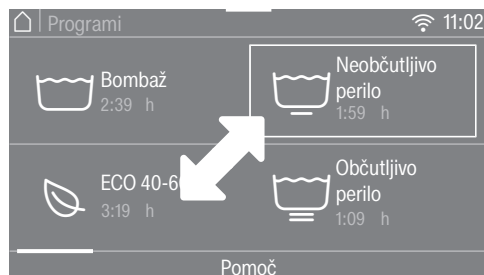 Programi
11:02
Bombaž
2:39 h
Neobčutljivo
perilo
1:59 h
ECO 40-6
3:19 h
Občutljivo
perilo
1:09 h
Pomoč